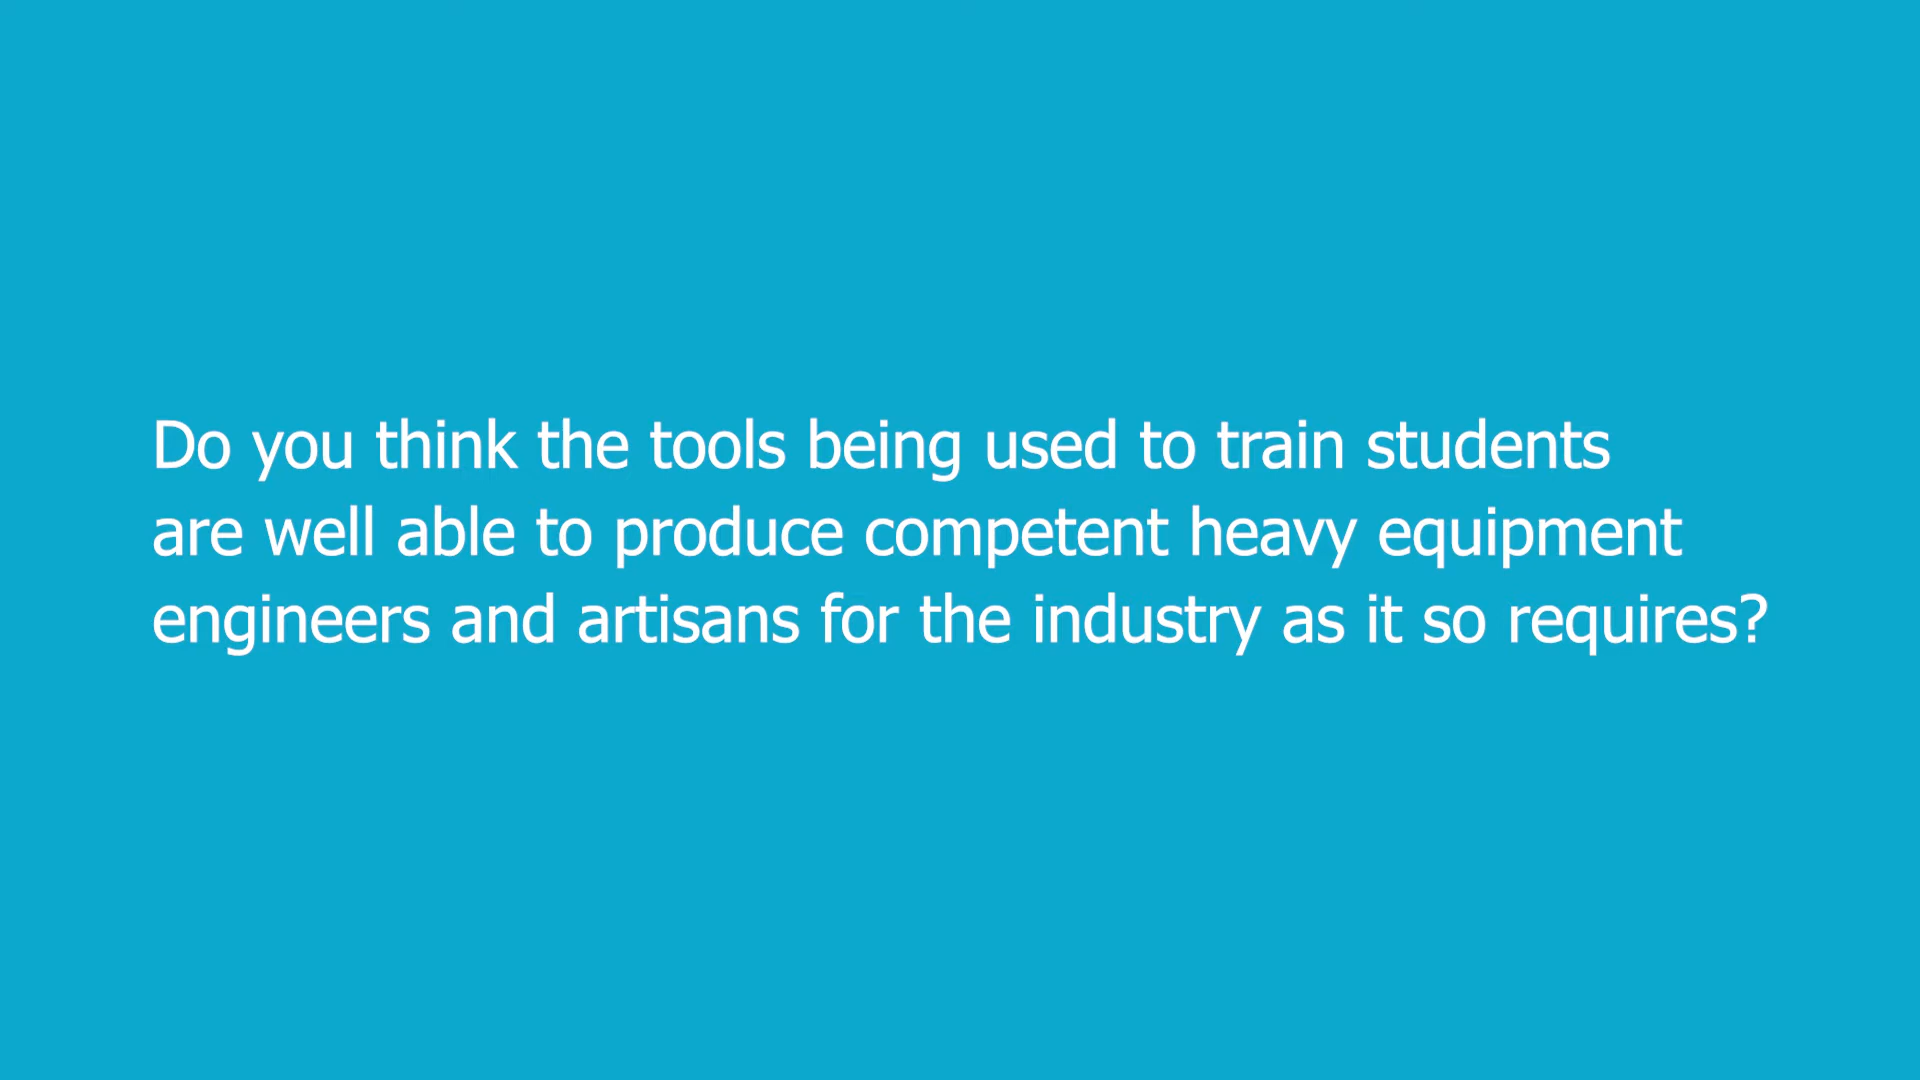 Do you think the tools being used to train students
are well able to produce competent heavy equipment
engineers and artisans for the industry as it so requires?